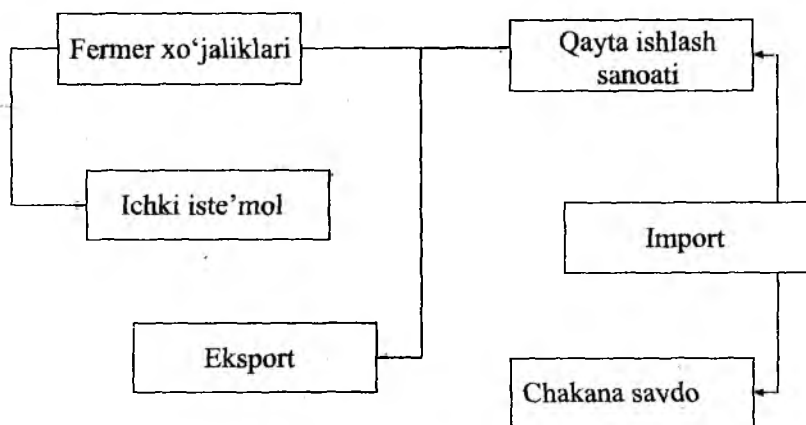 Fermer xo‘jaliklari
Qayta ishlash
sanoati
Ichki iste’mol
Import
Eksport
Chakana savdo